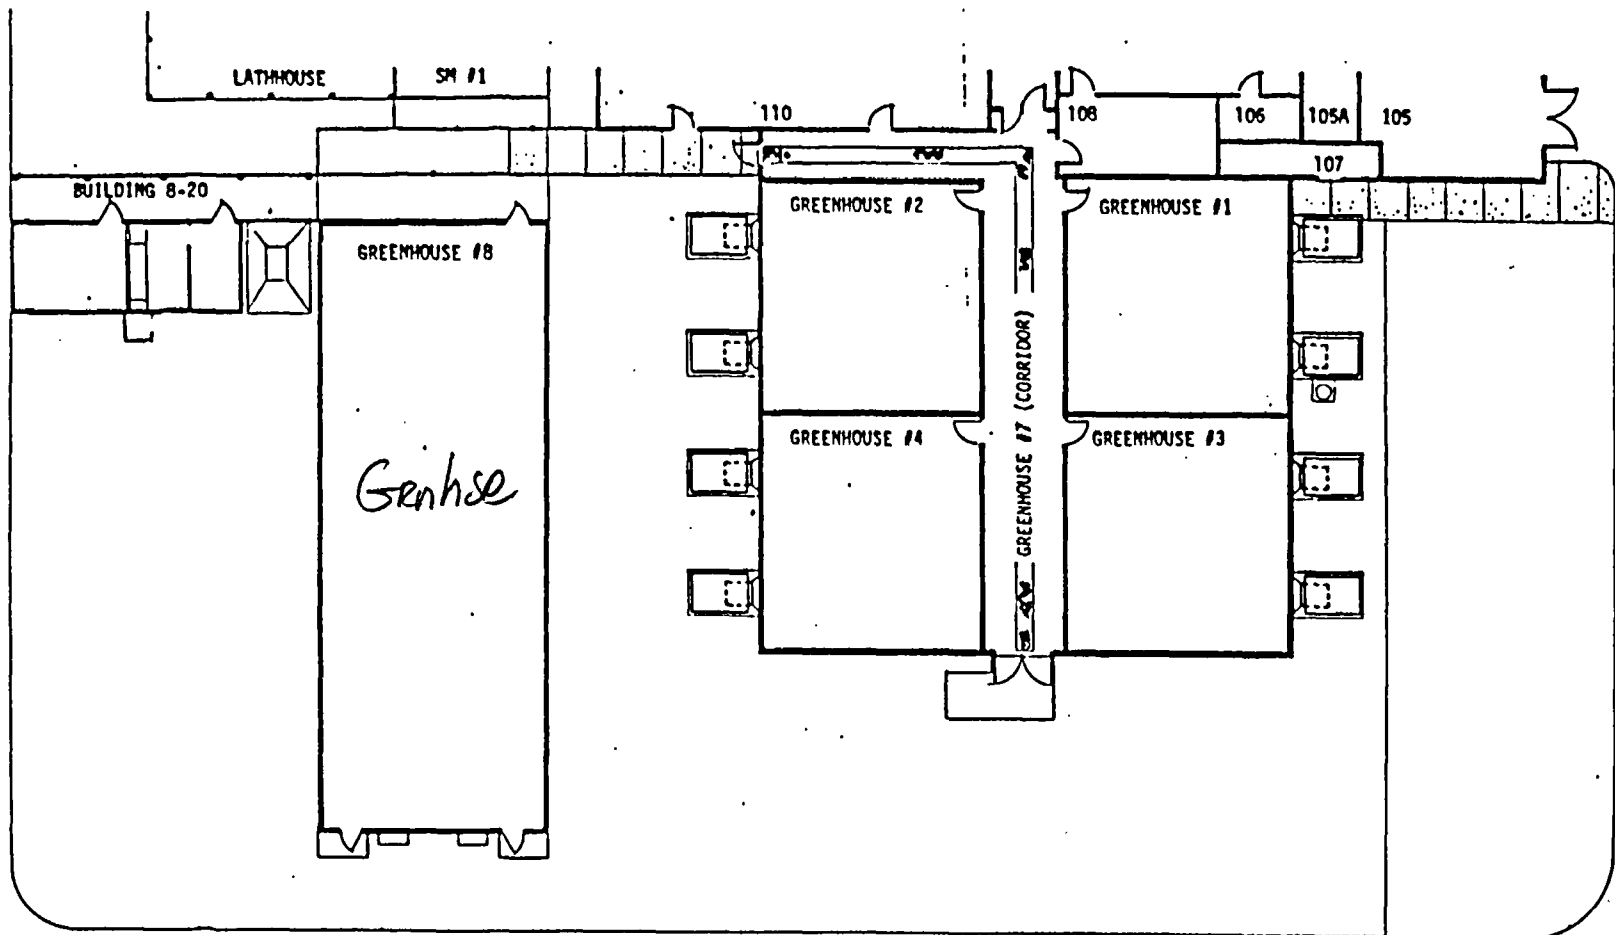 LATHHOUSE
SM #1
110
108
106
105A
105
107
BUILDING 8-20
GREENHOUSE #2
GREENHOUSE #1
GREENHOUSE #8
GREENHOUSE #7 (CORRIDOR)
GREENHOUSE #4
GREENHOUSE #3
Grnhse